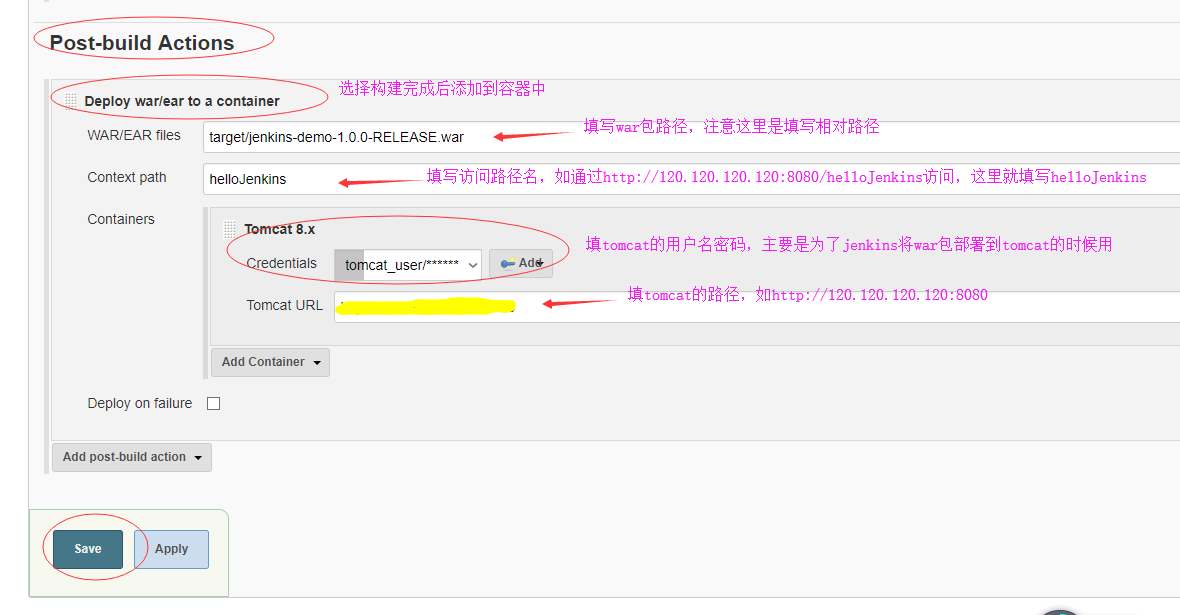 Post-build Actions
选择构建完成后添加到容器中
Deploy war/ear to a container
填写war包路径，注意这里是填写相对路径
WAR/EAR files
target/jenkins-demo-1.0.0-RELEASE.war
Context path
helloJenkins
填写访问路径名，如通过http://120.120.120.120:8080/helloJenkins访问，这里就填写helloJenkins
Containers
Tomcat 8.x
填tomcat的用户名密码，主要是为了jenkins将war包部署到tomcat的时候用
Credentials
tomcat_user/******
Add
填tomcat的路径，如http://120.120.120.120:8080
Tomcat URL
Add Container
Deploy on failure
Add post-build action
Save
Apply